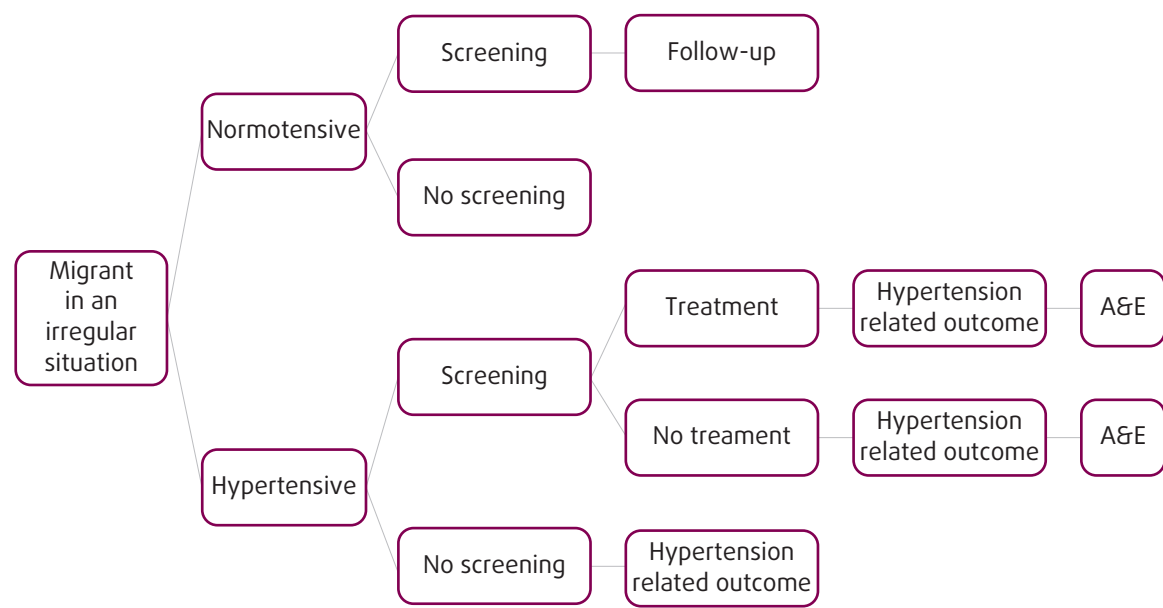 Screening
Follow-up
Normotensive
No screening
Migrant
in an
irregular
situation
Treatment
Hypertension
related outcome
A&E
Screening
No treament
Hypertension
related outcome
A&E
Hypertensive
No screening
Hypertension
related outcome